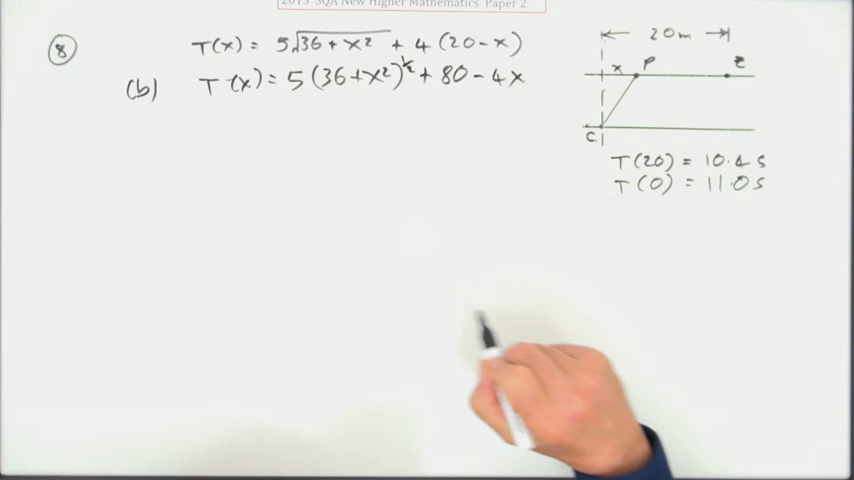 2015 SQA New Higher Mathematics Paper 2
8
T(x) = 5√36 + x² + 4 (20 - x)
(b) T(x) = 5 (36 + x²)^½ + 80 - 4x
20m
x P Z
C
T(20) = 10.4 s
T(0) = 11.0 s